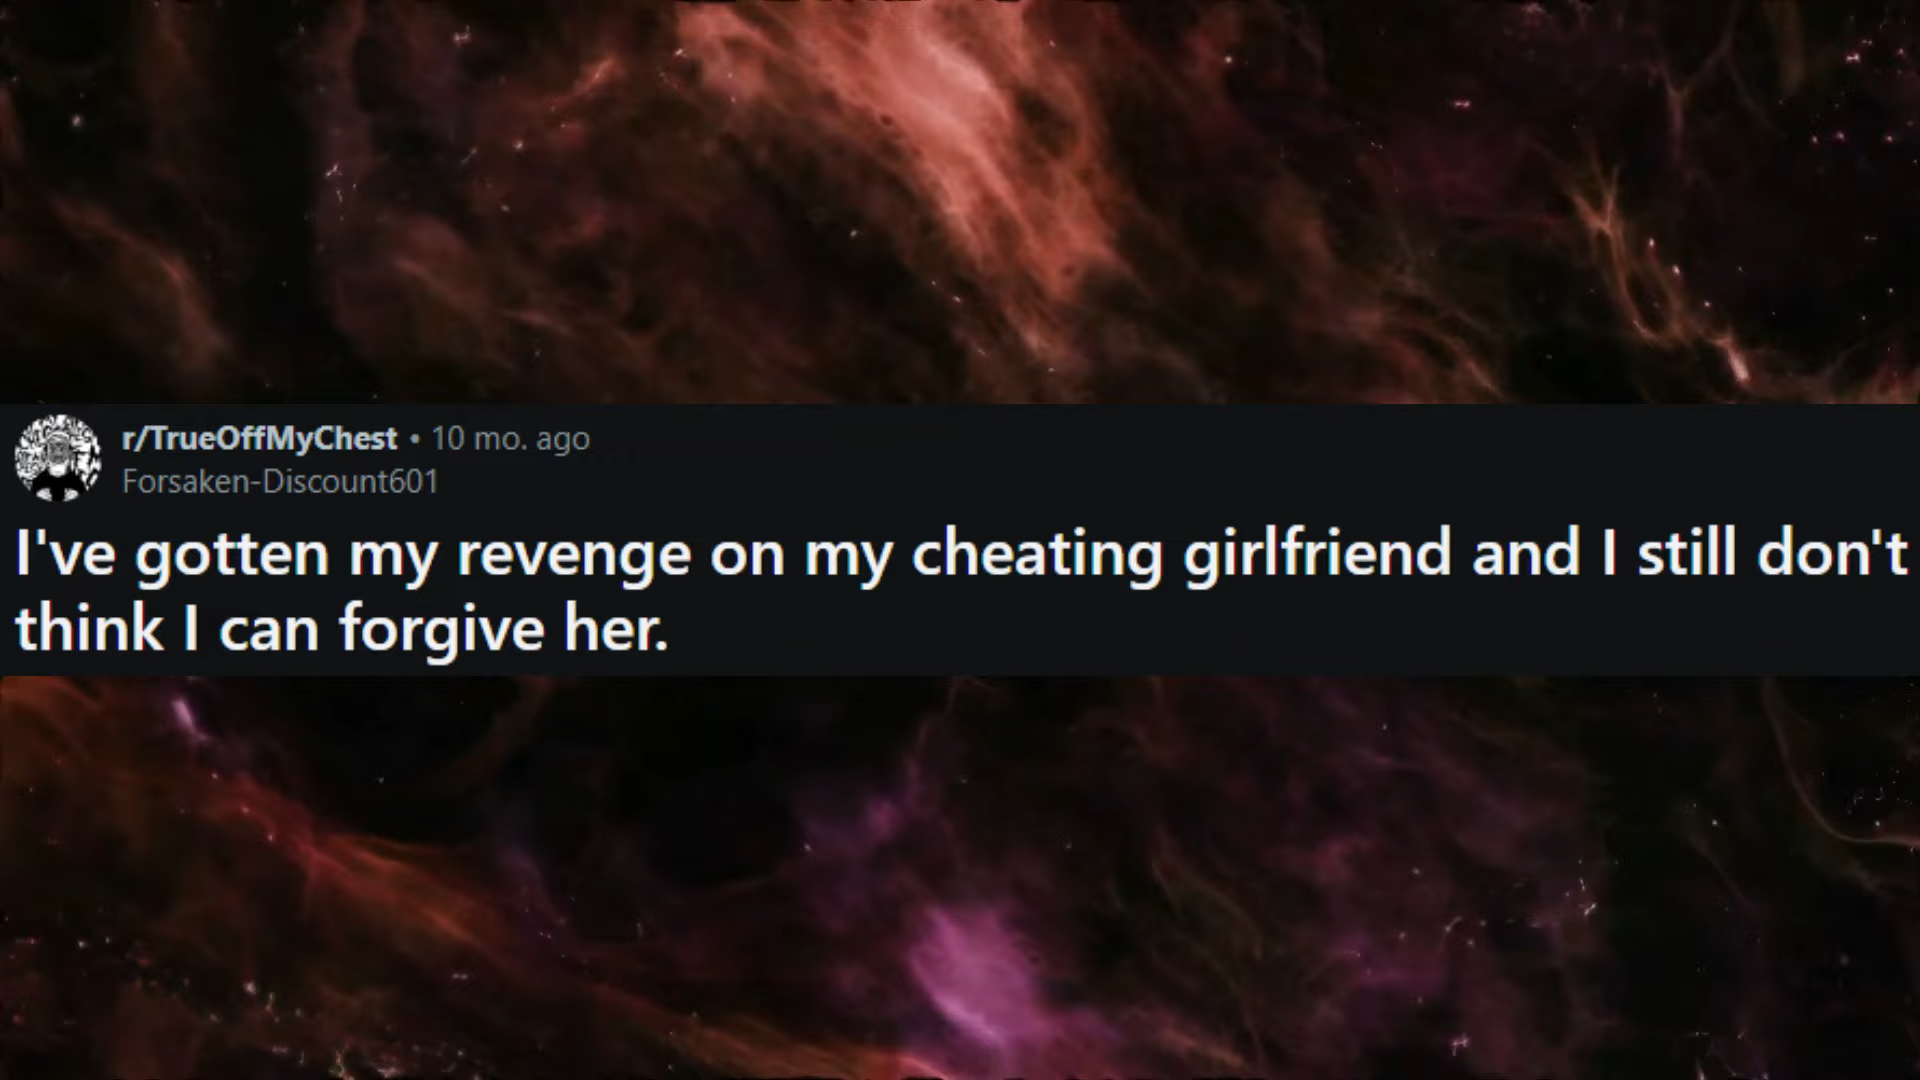 r/TrueOffMyChest • 10 mo. ago
Forsaken-Discount601
I've gotten my revenge on my cheating girlfriend and I still don't
think I can forgive her.